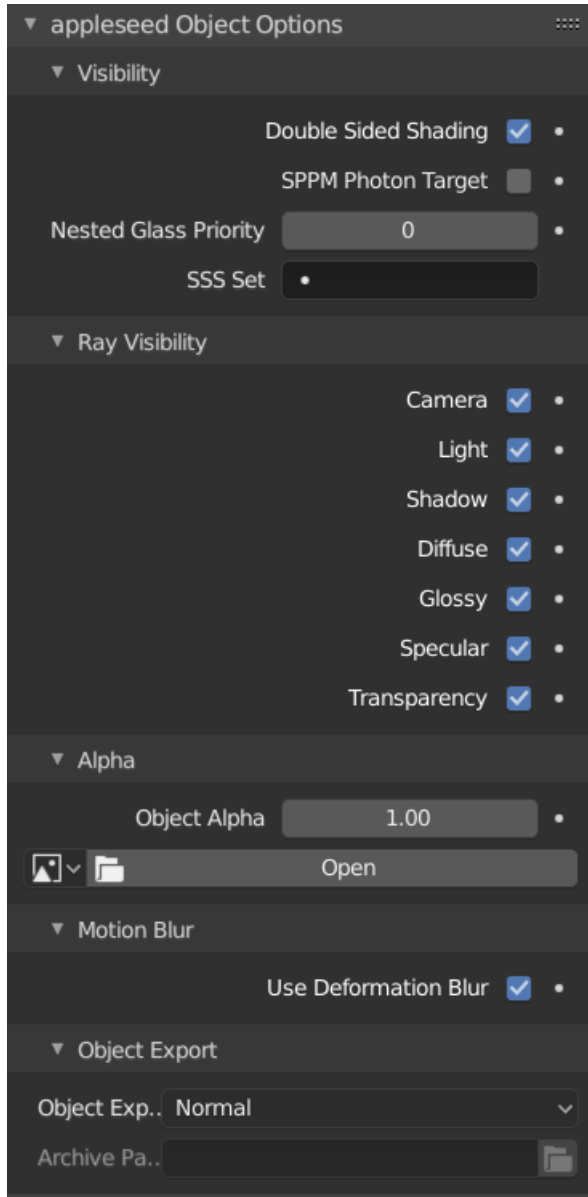 appleseed Object Options
Visibility
Double Sided Shading
SPPM Photon Target
Nested Glass Priority 0
SSS Set
Ray Visibility
Camera
Light
Shadow
Diffuse
Glossy
Specular
Transparency
Alpha
Object Alpha 1.00
Open
Motion Blur
Use Deformation Blur
Object Export
Object Exp.. Normal
Archive Pa..